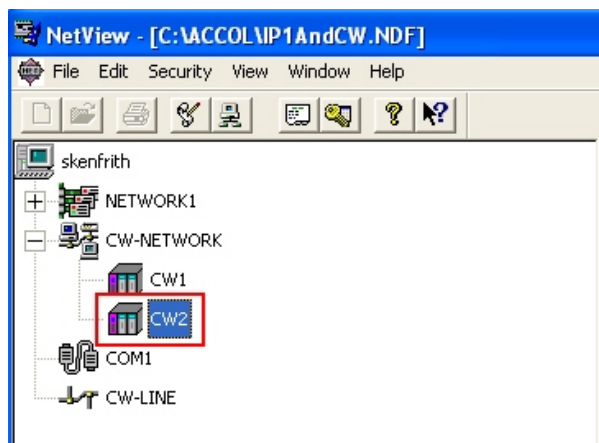 NetView - [C:\ACCOL\IP1AndCW.NDF]
File Edit Security View Window Help
skenfrith
NETWORK1
CW-NETWORK
CW1
CW2
COM1
CW-LINE